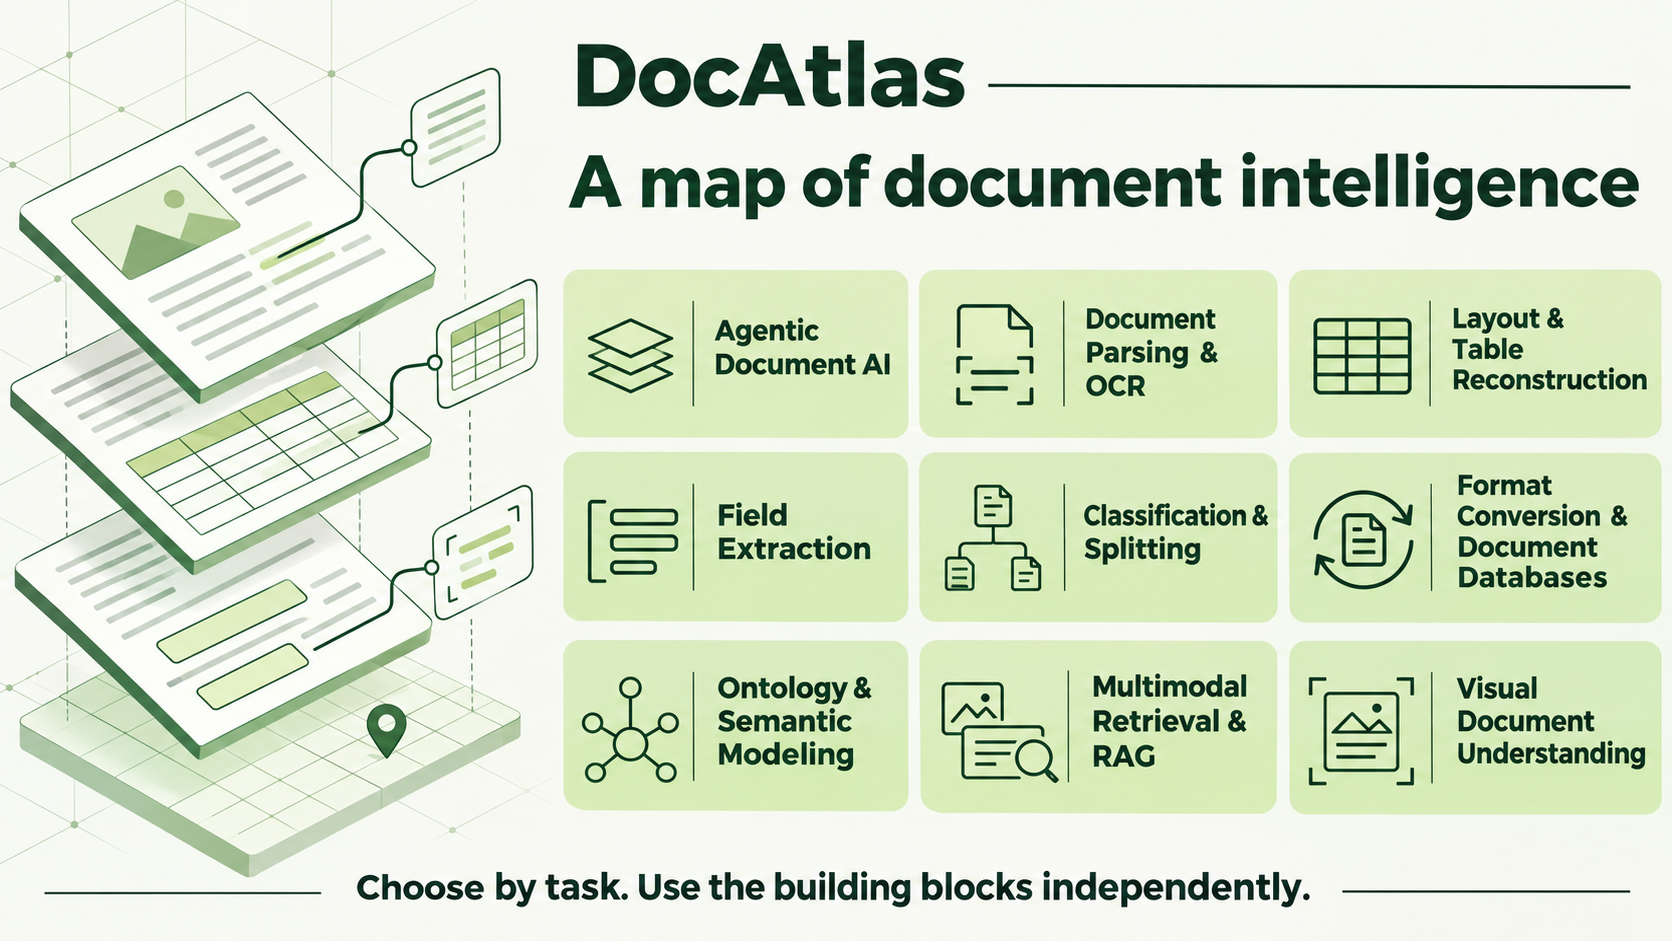 DocAtlas
A map of document intelligence
Agentic
Document AI
Document
Parsing &
OCR
Layout &
Table
Reconstruction
Field
Extraction
Classification &
Splitting
Format
Conversion &
Document
Databases
Ontology &
Semantic
Modeling
Multimodal
Retrieval &
RAG
Visual
Document
Understanding
Choose by task. Use the building blocks independently.